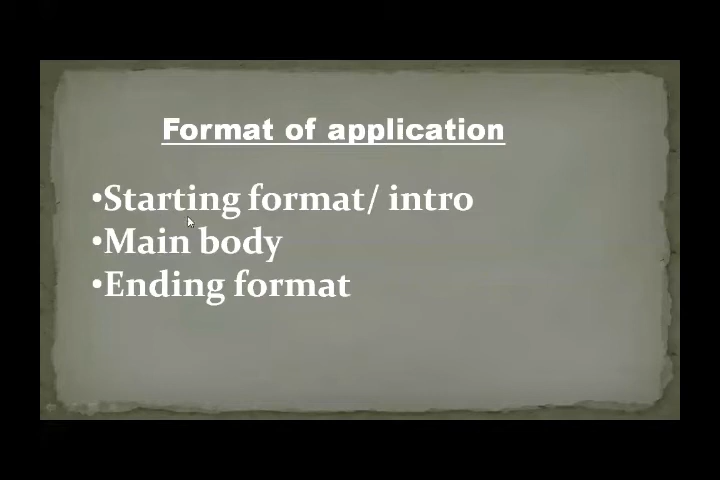 Format of application
•Starting format/ intro
•Main body
•Ending format